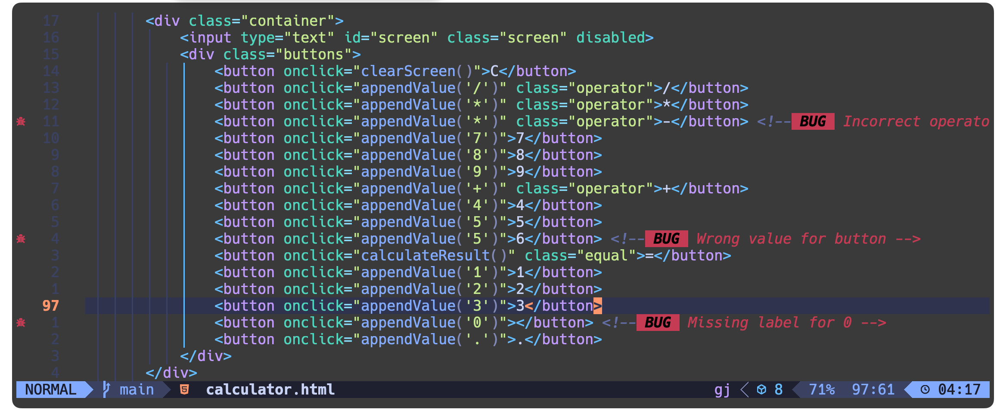 17 <div class="container">
16 <input type="text" id="screen" class="screen" disabled>
15 <div class="buttons">
14 <button onclick="clearScreen()">C</button>
13 <button onclick="appendValue('/')" class="operator">/</button>
12 <button onclick="appendValue('*')" class="operator">*</button>
11 <button onclick="appendValue('*')" class="operator">-</button> <!-- BUG Incorrect operato
10 <button onclick="appendValue('7')">7</button>
9 <button onclick="appendValue('8')">8</button>
8 <button onclick="appendValue('9')">9</button>
7 <button onclick="appendValue('+')" class="operator">+</button>
6 <button onclick="appendValue('4')">4</button>
5 <button onclick="appendValue('5')">5</button>
4 <button onclick="appendValue('5')">6</button> <!-- BUG Wrong value for button -->
3 <button onclick="calculateResult()" class="equal">=</button>
2 <button onclick="appendValue('1')">1</button>
1 <button onclick="appendValue('2')">2</button>
97 <button onclick="appendValue('3')">3</button>
1 <button onclick="appendValue('0')"></button> <!-- BUG Missing label for 0 -->
2 <button onclick="appendValue('.')">.</button>
3 </div>
4 </div>
NORMAL main calculator.html gj 8 71% 97:61 04:17